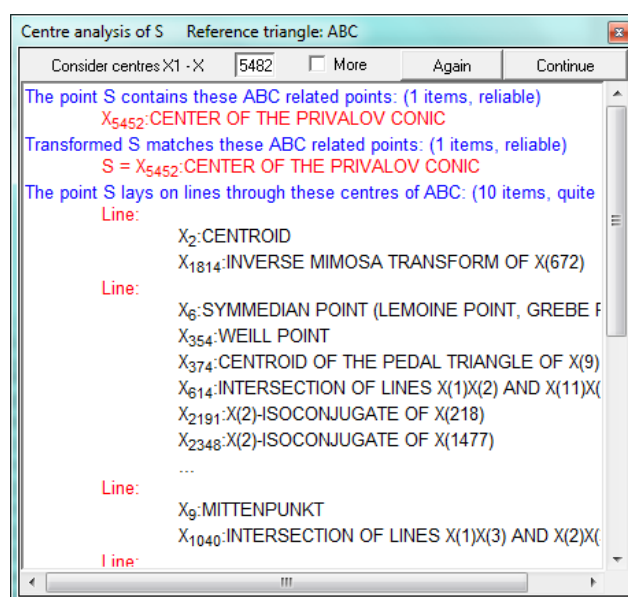 Centre analysis of S Reference triangle: ABC
Consider centres X1 - X 5482 More Again Continue
The point S contains these ABC related points: (1 items, reliable)
X5452:CENTER OF THE PRIVALOV CONIC
Transformed S matches these ABC related points: (1 items, reliable)
S = X5452:CENTER OF THE PRIVALOV CONIC
The point S lays on lines through these centres of ABC: (10 items, quite
Line:
X2:CENTROID
X1814:INVERSE MIMOSA TRANSFORM OF X(672)
Line:
X6:SYMMEDIAN POINT (LEMOINE POINT, GREBE
X354:WEILL POINT
X374:CENTROID OF THE PEDAL TRIANGLE OF X(9)
X614:INTERSECTION OF LINES X(1)X(2) AND X(11)X(
X2191:X(2)-ISOCONJUGATE OF X(218)
X2348:X(2)-ISOCONJUGATE OF X(1477)
...
Line:
X9:MITTENPUNKT
X1040:INTERSECTION OF LINES X(1)X(3) AND X(2)X(
Line: